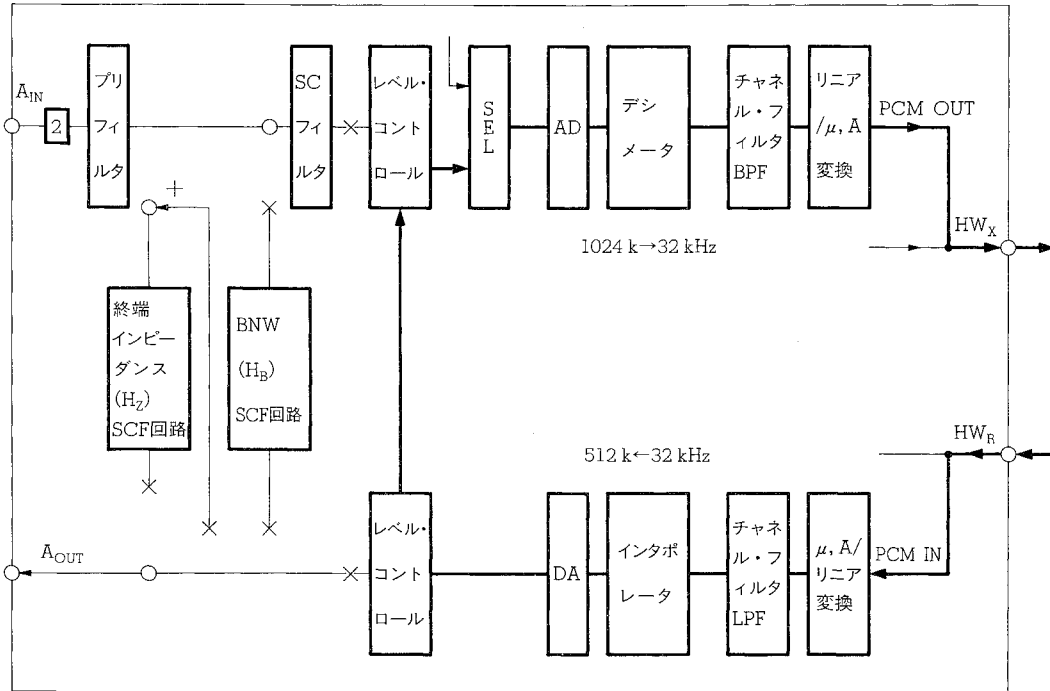 A_IN
2
プリ
フィ
ルタ
SC
フィ
ルタ
レベル・
コント
ロール
S
E
L
AD
デシ
メータ
チャネ
ル・フ
ィルタ
BPF
リニア
/μ, A
変換
PCM OUT
+
1024 k→32 kHz
HW_X
終端
インピー
ダンス
(H_Z)
SCF回路
BNW
(H_B)
SCF回路
512 k←32 kHz
HW_R
A_OUT
レベル・
コント
ロール
DA
インタポ
レータ
チャネ
ル・フ
ィルタ
LPF
μ, A/
リニア
変換
PCM IN